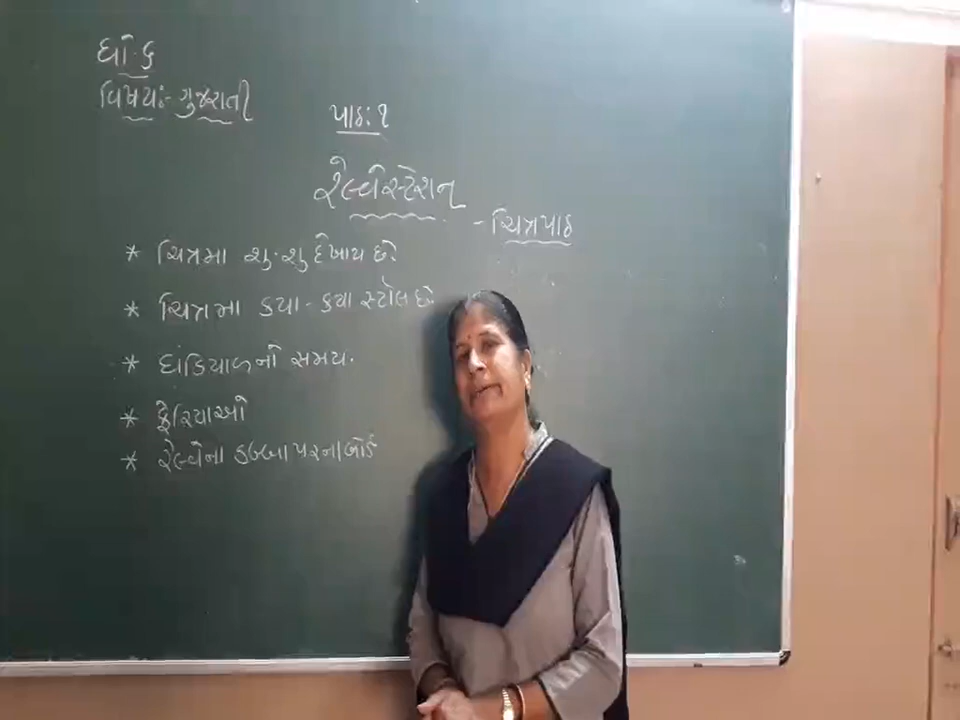 ધો.૬
વિષય:- ગુજરાતી
પાઠ: ૧
રેલ્વેસ્ટેશન
- ચિત્રપાઠ
* ચિત્રમા શુ-શુ દેખાય છે.
* ચિત્રમા કયા - કયા સ્ટોલ છે.
* ઘડિયાળનો સમય.
* ફેરિયાઓ
* રેલ્વેના ડબ્બા પરના બોર્ડ